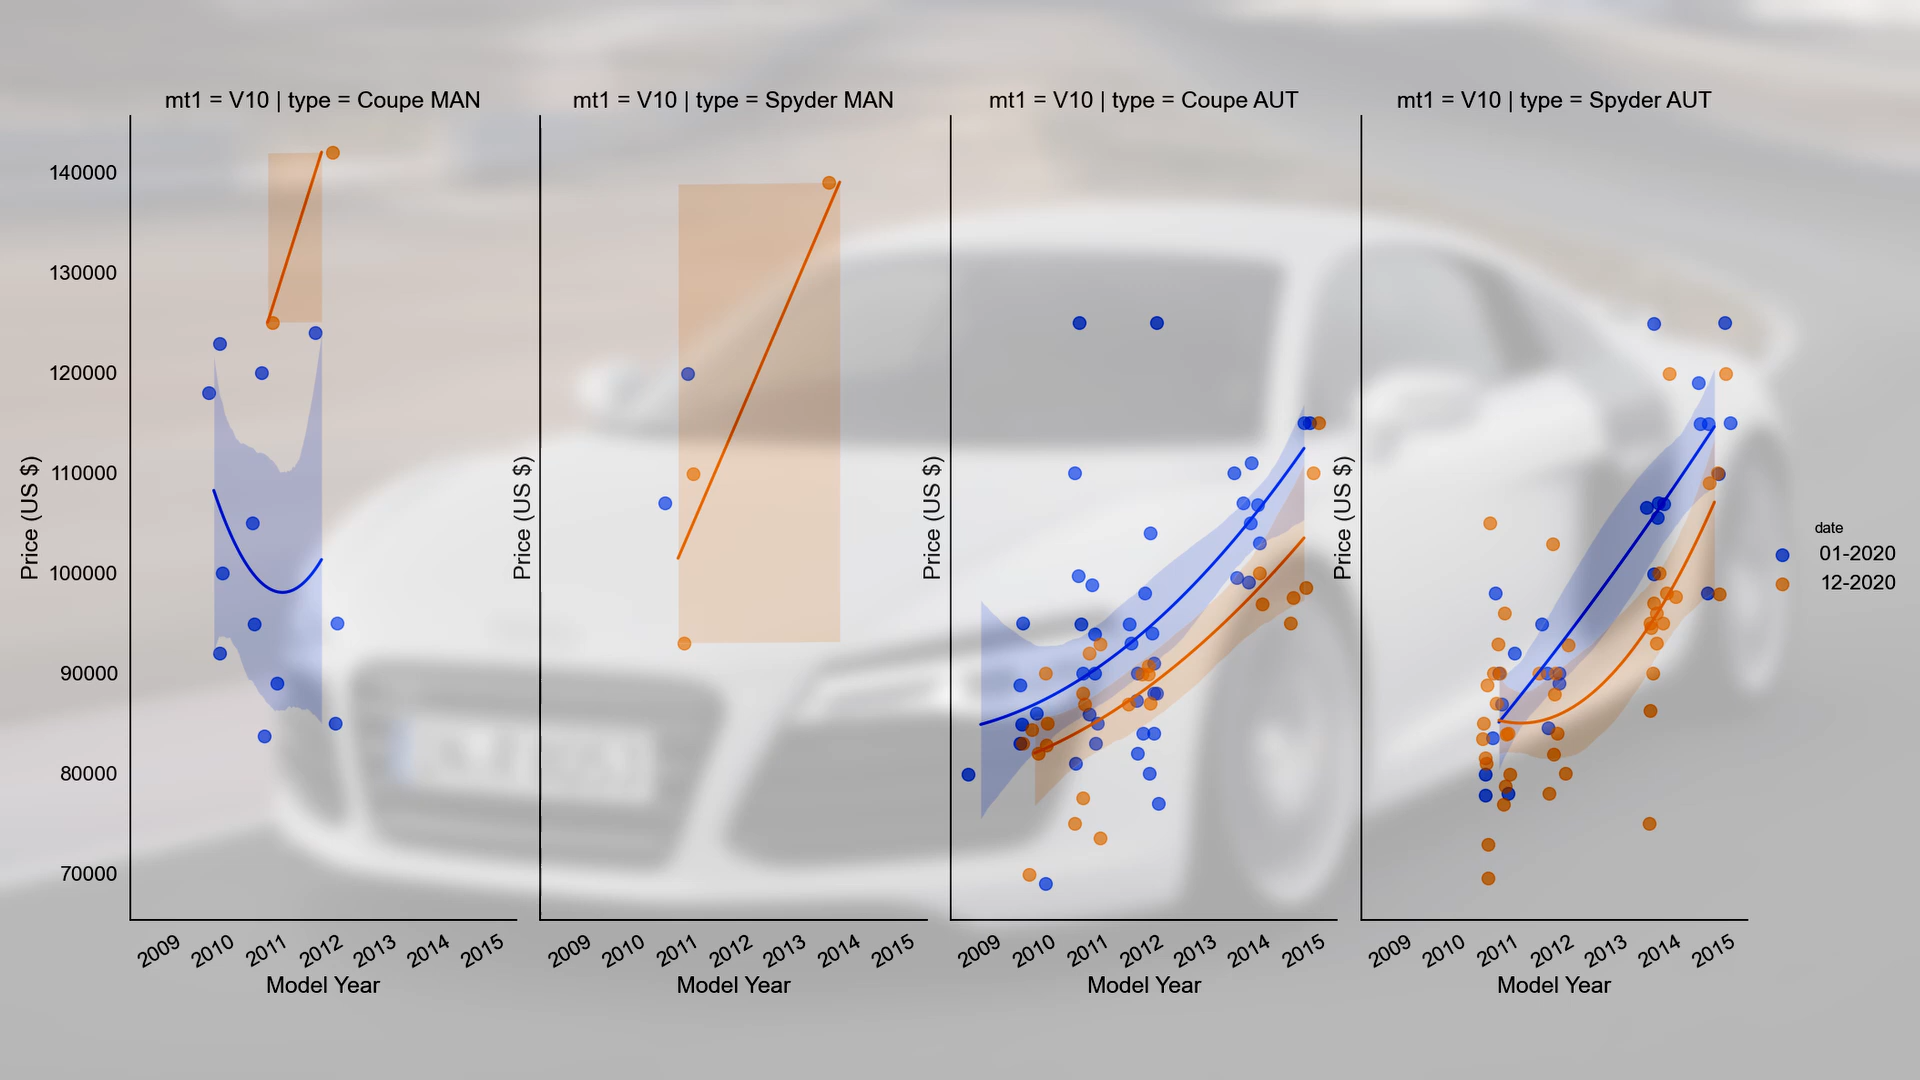 mt1 = V10 | type = Coupe MAN
mt1 = V10 | type = Spyder MAN
mt1 = V10 | type = Coupe AUT
mt1 = V10 | type = Spyder AUT
140000
130000
120000
110000
100000
90000
80000
70000
Price (US $)
Price (US $)
Price (US $)
Price (US $)
date
01-2020
12-2020
2009 2010 2011 2012 2013 2014 2015
2009 2010 2011 2012 2013 2014 2015
2009 2010 2011 2012 2013 2014 2015
2009 2010 2011 2012 2013 2014 2015
Model Year
Model Year
Model Year
Model Year